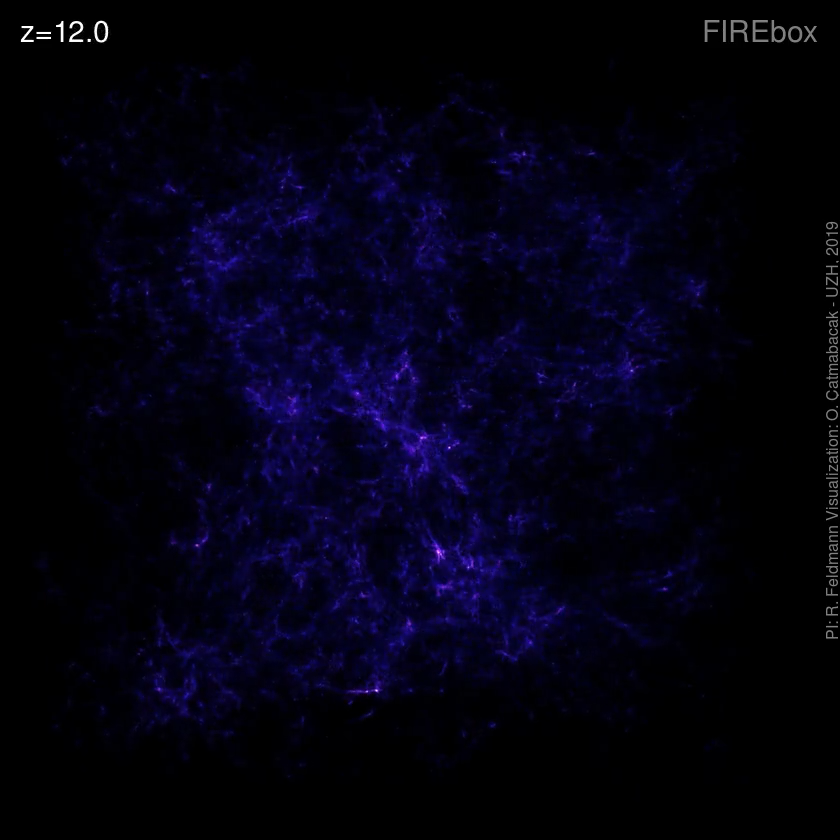 z=12.0
FIREbox
PI: R. Feldmann Visualization: O. Catmabacak - UZH, 2019